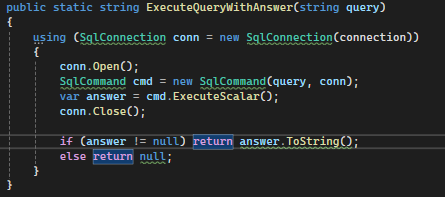 public static string ExecuteQueryWithAnswer(string query)
{
using (SqlConnection conn = new SqlConnection(connection))
{
conn.Open();
SqlCommand cmd = new SqlCommand(query, conn);
var answer = cmd.ExecuteScalar();
conn.Close();
if (answer != null) return answer.ToString();
else return null;
}
}